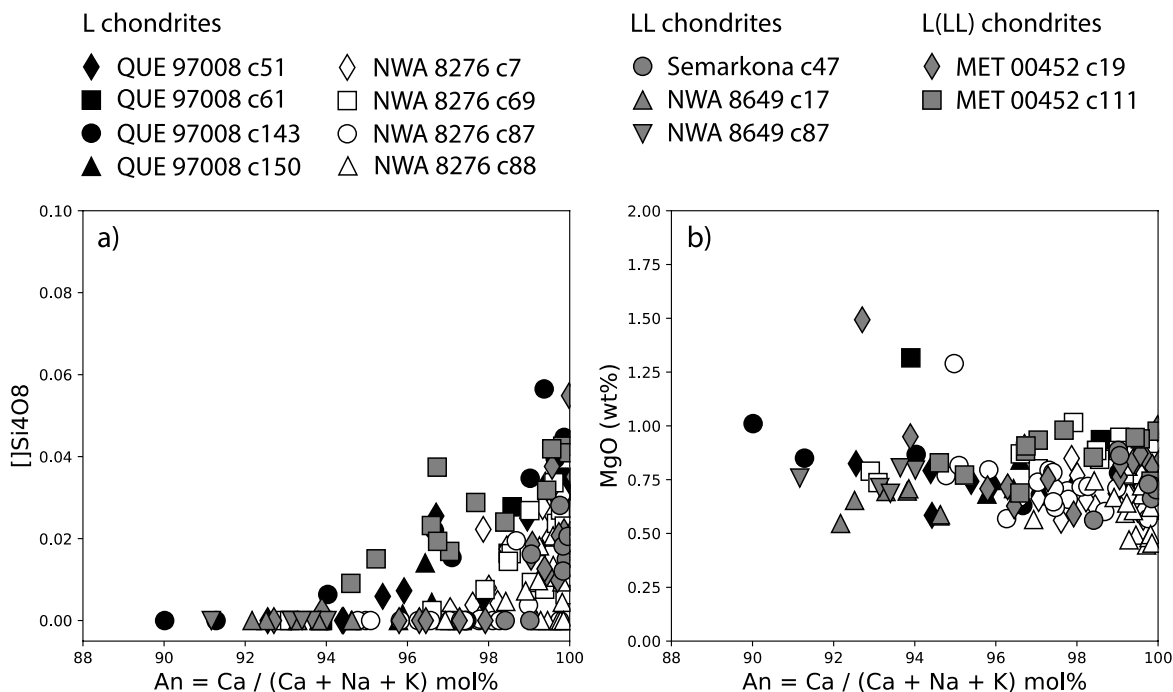 L chondrites
LL chondrites
L(LL) chondrites
QUE 97008 c51
NWA 8276 c7
Semarkona c47
MET 00452 c19
QUE 97008 c61
NWA 8276 c69
NWA 8649 c17
MET 00452 c111
QUE 97008 c143
NWA 8276 c87
NWA 8649 c87
QUE 97008 c150
NWA 8276 c88
a)
0.10
0.08
0.06
0.04
0.02
0.00
[]Si4O8
88 90 92 94 96 98 100
An = Ca / (Ca + Na + K) mol%
b)
2.00
1.75
1.50
1.25
1.00
0.75
0.50
0.25
0.00
MgO (wt%)
88 90 92 94 96 98 100
An = Ca / (Ca + Na + K) mol%